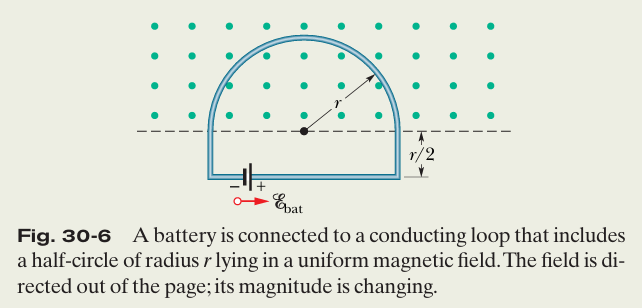 r
r/2
– +
ℰbat
Fig. 30-6 A battery is connected to a conducting loop that includes
a half-circle of radius r lying in a uniform magnetic field. The field is di-
rected out of the page; its magnitude is changing.